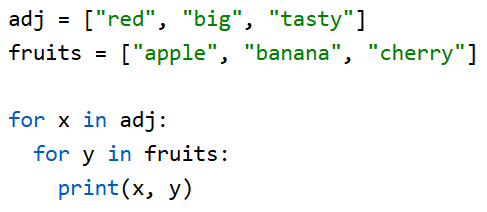 adj = ["red", "big", "tasty"]
fruits = ["apple", "banana", "cherry"]

for x in adj:
  for y in fruits:
    print(x, y)